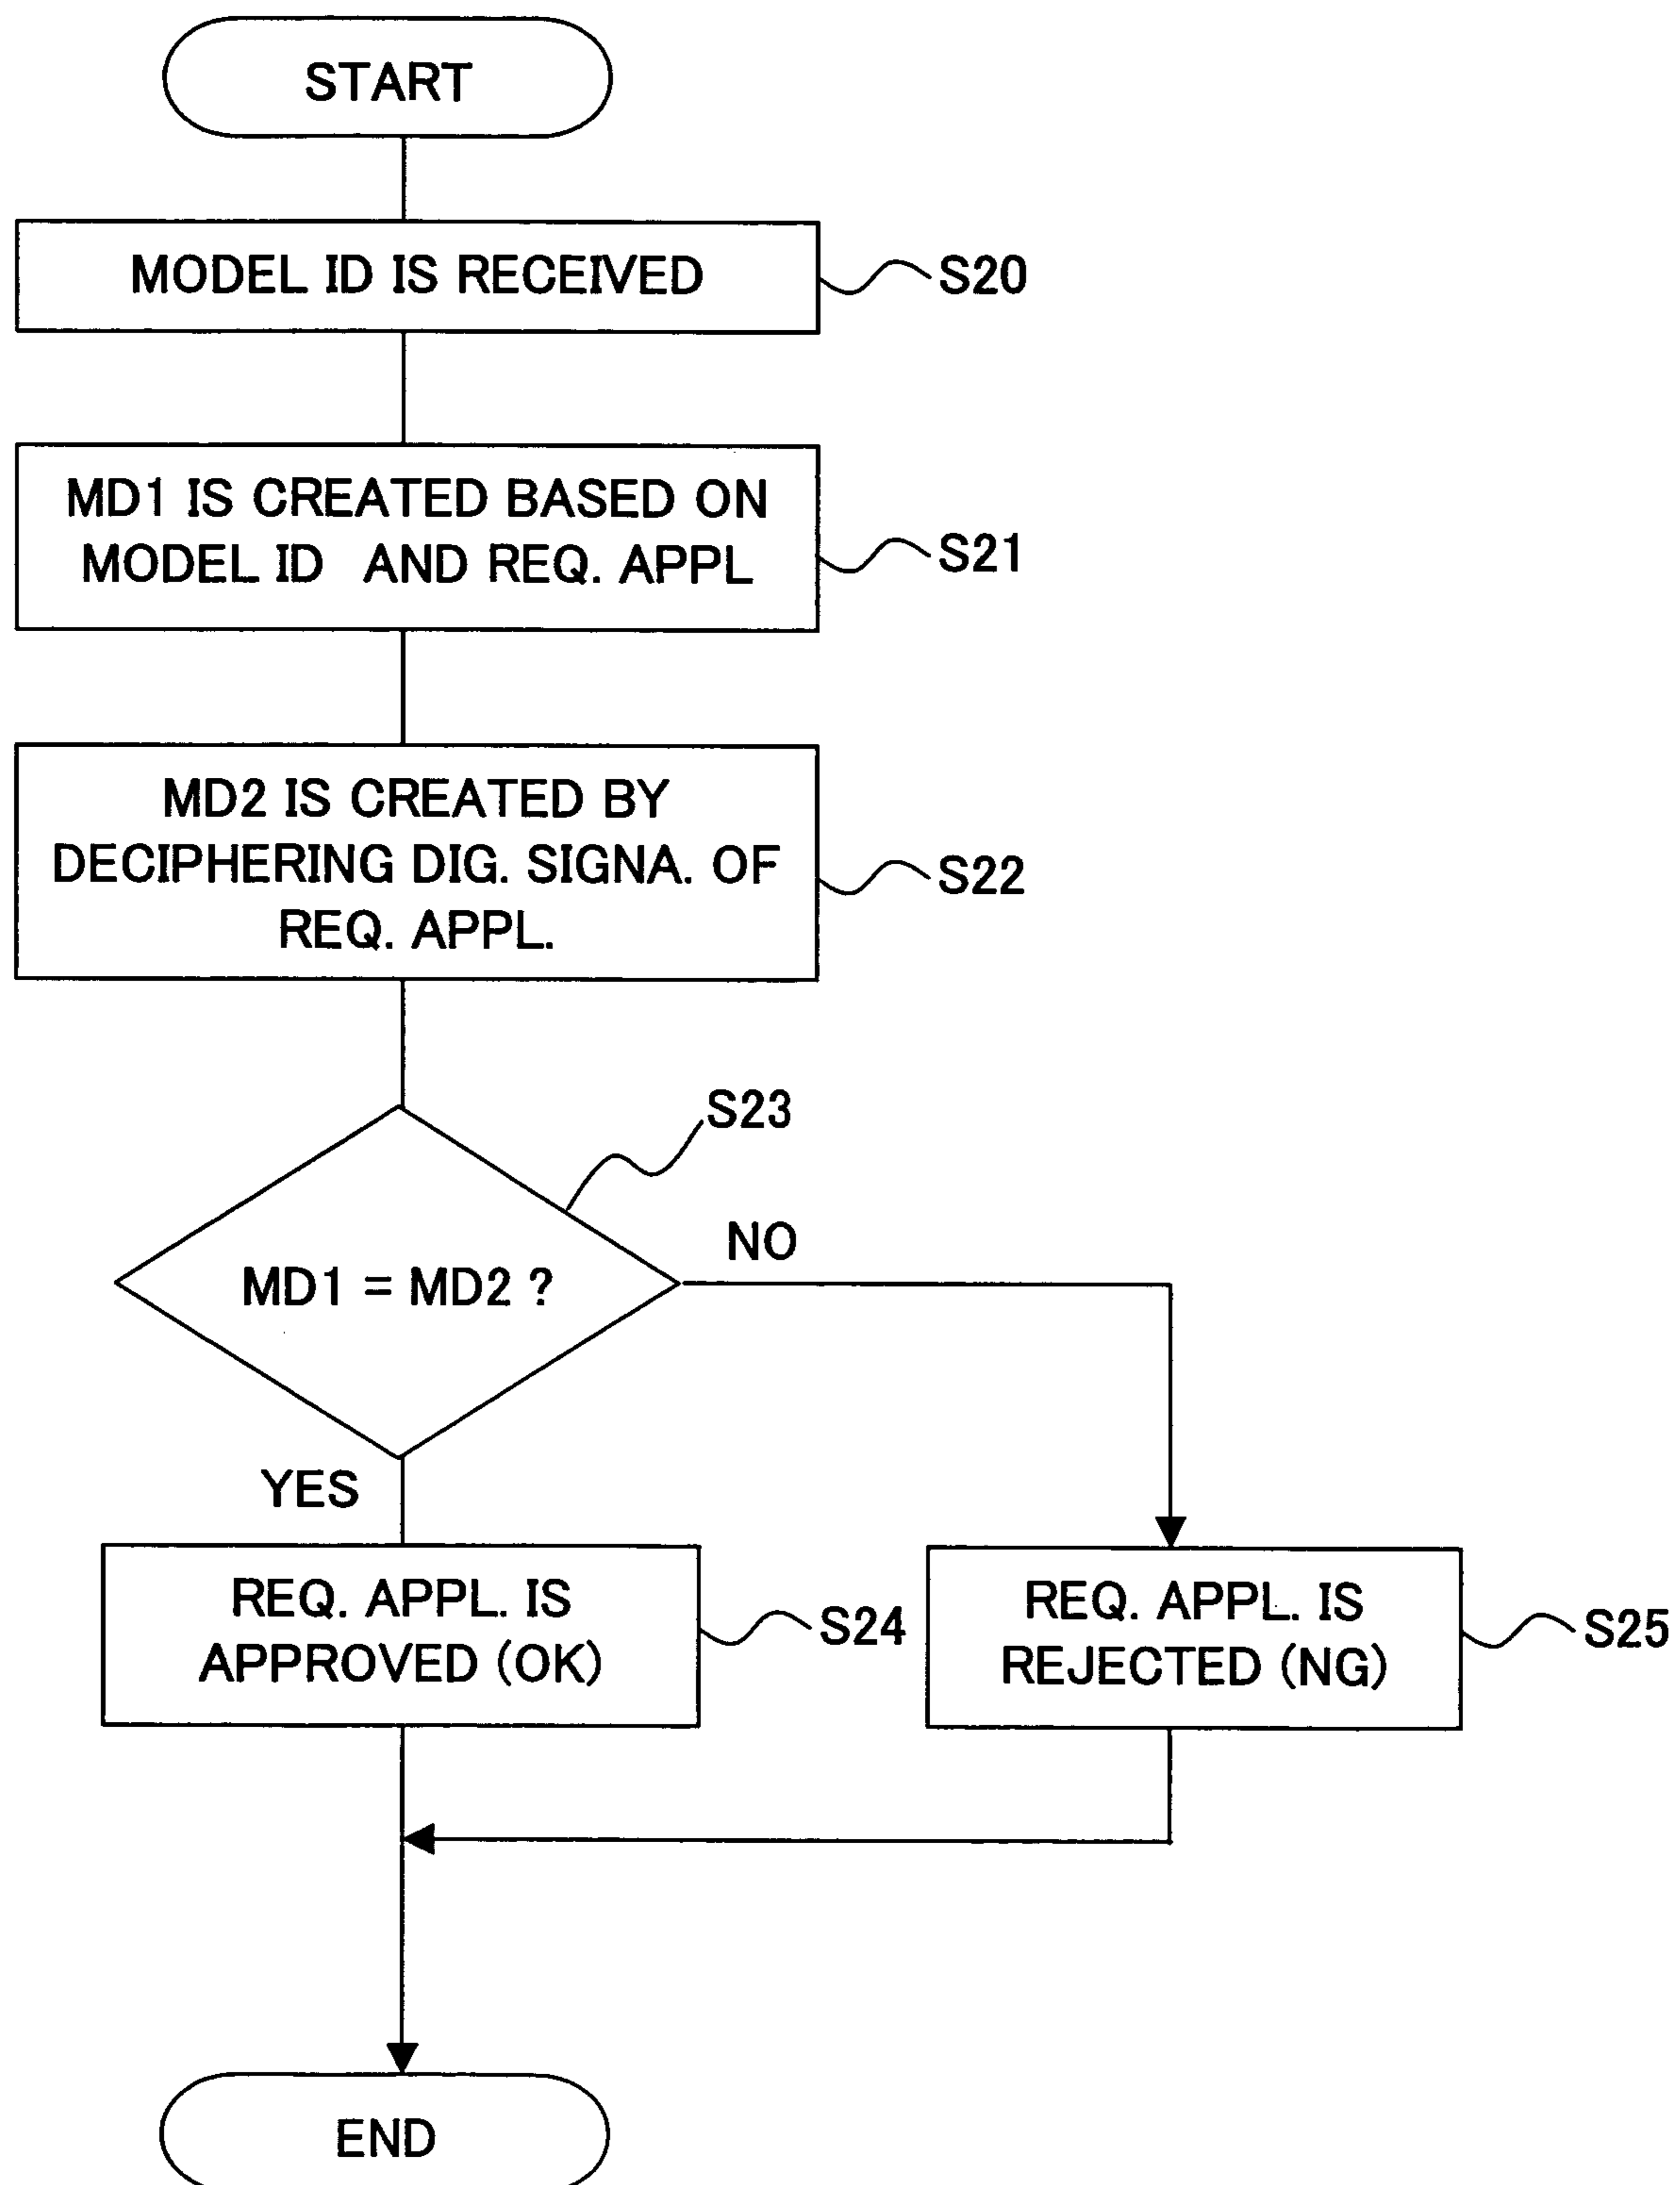 START
MODEL ID IS RECEIVED
S20
MD1 IS CREATED BASED ON
MODEL ID AND REQ. APPL
S21
MD2 IS CREATED BY
DECIPHERING DIG. SIGNA. OF
REQ. APPL.
S22
S23
MD1 = MD2 ?
NO
YES
REQ. APPL. IS
APPROVED (OK)
S24
REQ. APPL. IS
REJECTED (NG)
S25
END